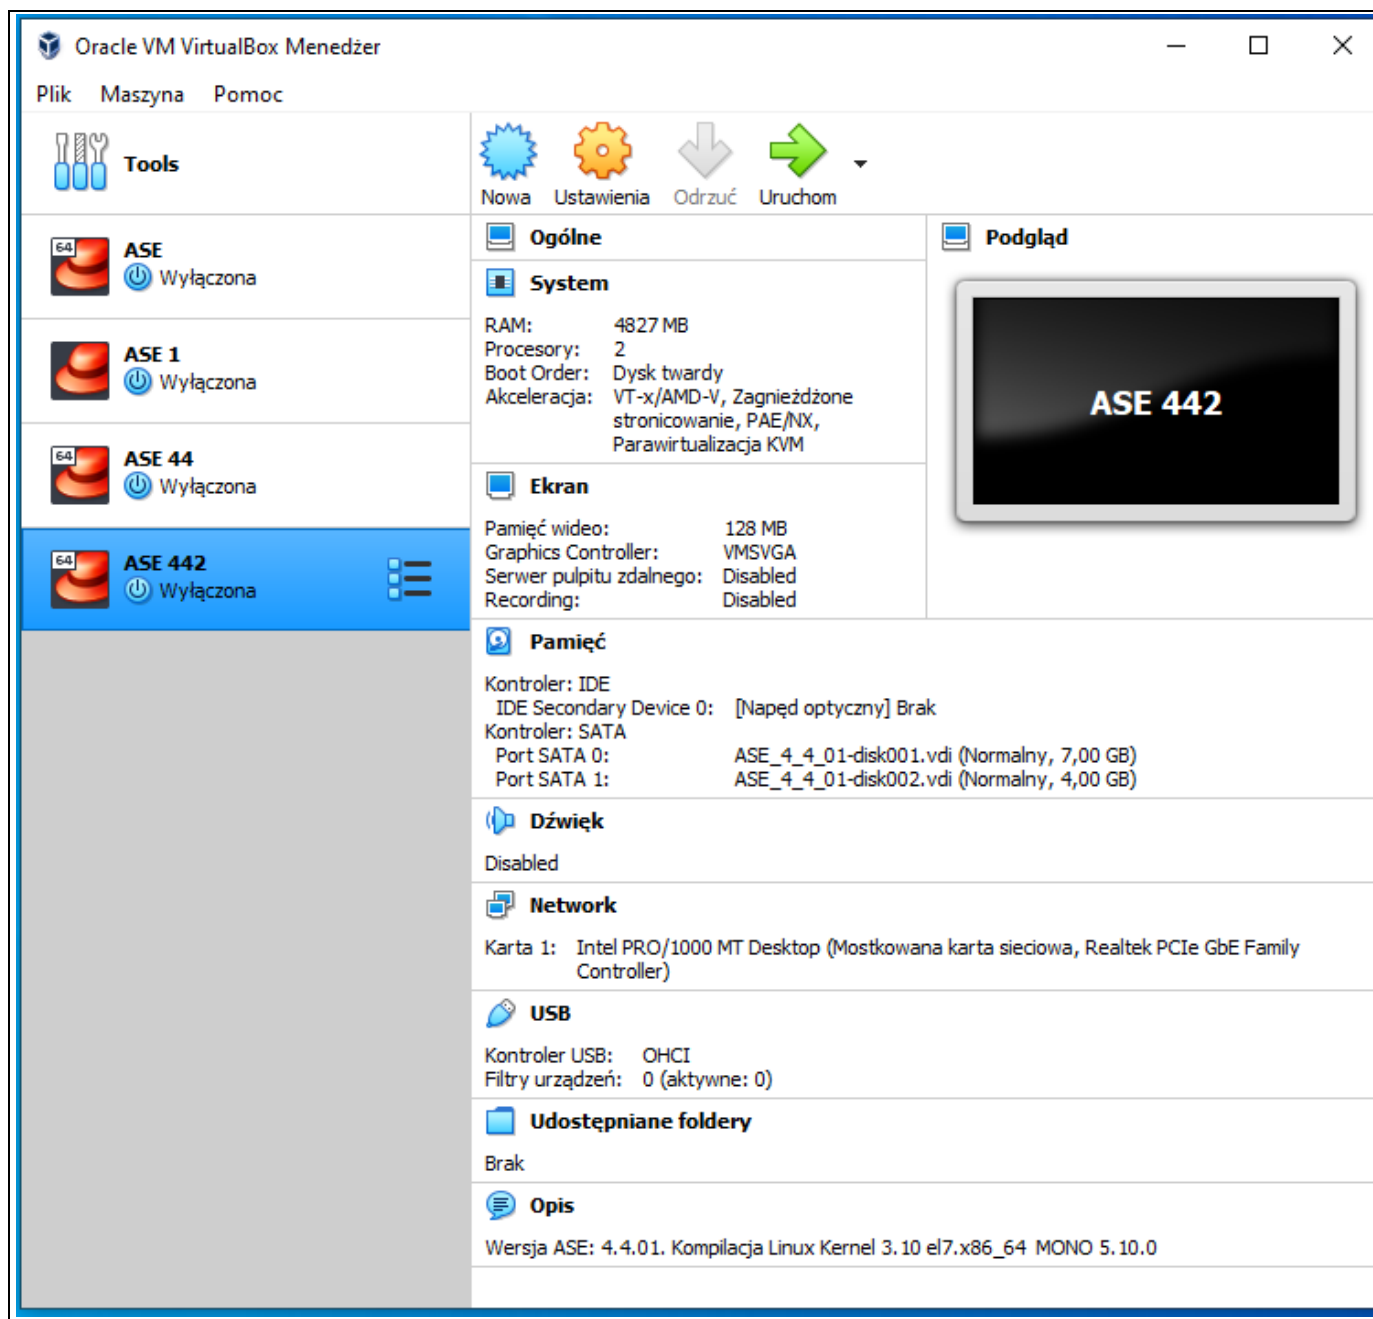 Oracle VM VirtualBox Menedżer
Plik Maszyna Pomoc
Tools
Nowa Ustawienia Odrzuć Uruchom
64
ASE
Wyłączona
ASE 1
Wyłączona
64
ASE 44
Wyłączona
64
ASE 442
Wyłączona
Ogólne
System
RAM: 4827 MB
Procesory: 2
Boot Order: Dysk twardy
Akceleracja: VT-x/AMD-V, Zagnieżdżone
stronicowanie, PAE/NX,
Parawirtualizacja KVM
Ekran
Pamięć wideo: 128 MB
Graphics Controller: VMSVGA
Serwer pulpitu zdalnego: Disabled
Recording: Disabled
Podgląd
ASE 442
Pamięć
Kontroler: IDE
IDE Secondary Device 0: [Napęd optyczny] Brak
Kontroler: SATA
Port SATA 0: ASE_4_4_01-disk001.vdi (Normalny, 7,00 GB)
Port SATA 1: ASE_4_4_01-disk002.vdi (Normalny, 4,00 GB)
Dźwięk
Disabled
Network
Karta 1: Intel PRO/1000 MT Desktop (Mostkowana karta sieciowa, Realtek PCIe GbE Family
Controller)
USB
Kontroler USB: OHCI
Filtry urządzeń: 0 (aktywne: 0)
Udostępniane foldery
Brak
Opis
Wersja ASE: 4.4.01. Kompilacja Linux Kernel 3.10 el7.x86_64 MONO 5.10.0